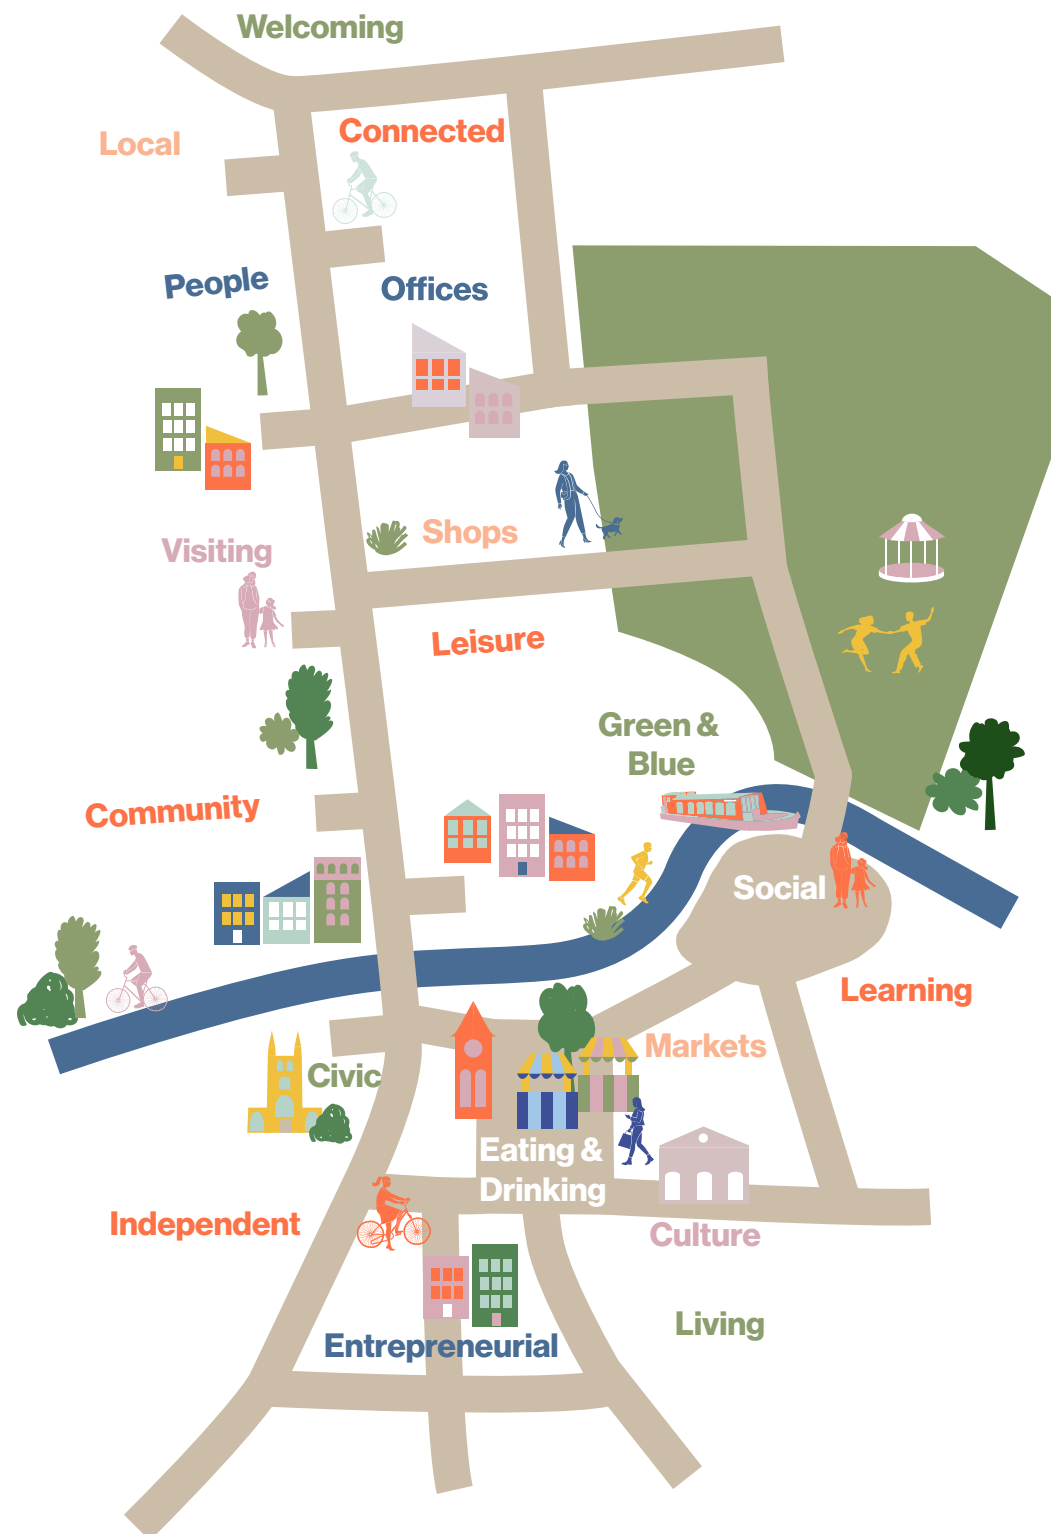 Welcoming
Connected
Local
People
Offices
Shops
Visiting
Leisure
Green &
Blue
Community
Social
Learning
Markets
Civic
Eating &
Drinking
Independent
Culture
Living
Entrepreneurial